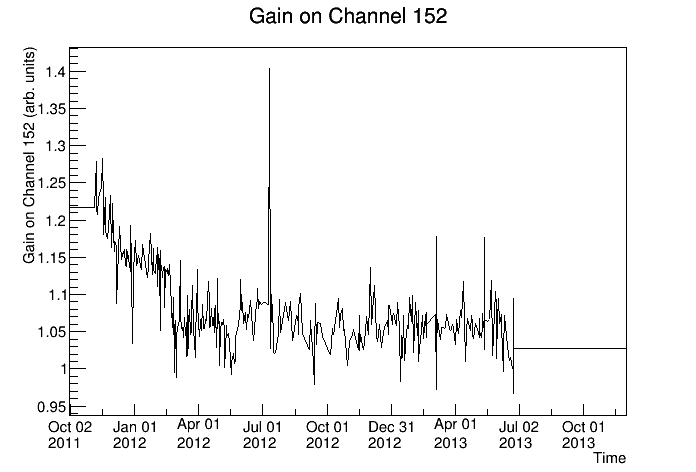 Gain on Channel 152
Gain on Channel 152 (arb. units)
1.4
1.35
1.3
1.25
1.2
1.15
1.1
1.05
1
0.95
Oct 02 Jan 01 Apr 01 Jul 01 Oct 01 Dec 31 Apr 01 Jul 02 Oct 01
2011 2012 2012 2012 2012 2012 2013 2013 2013
Time